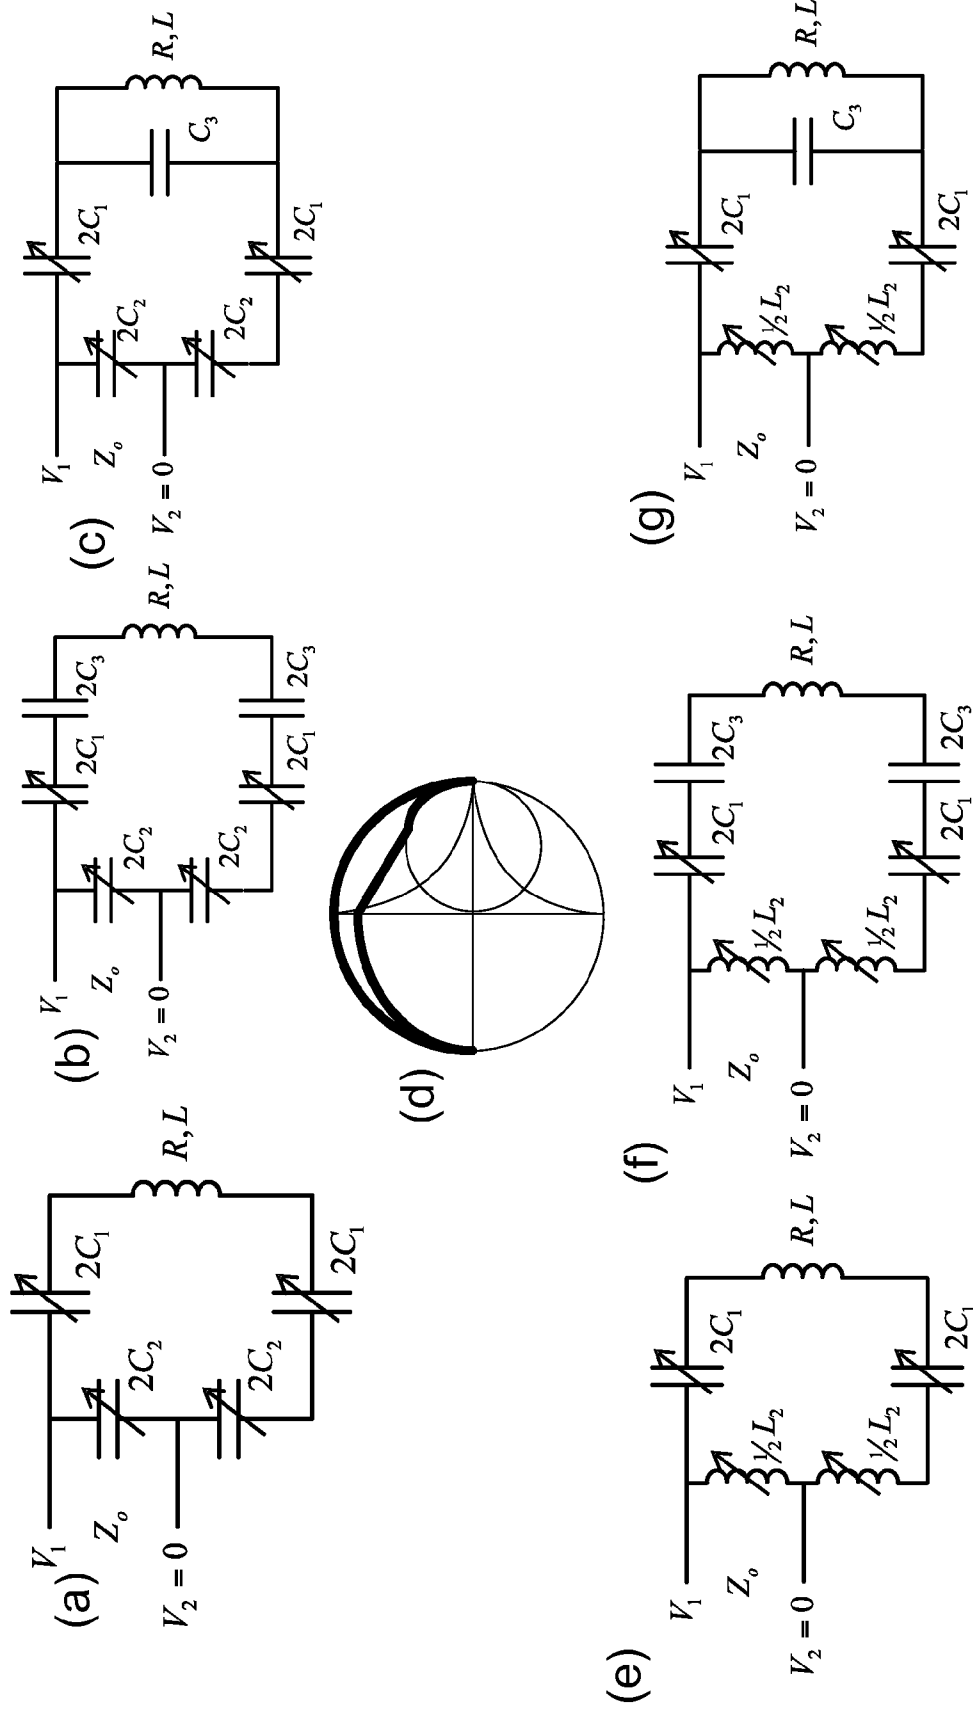 (a)
V₁
Zₒ
V₂ = 0
2C₂
2C₂
2C₁
2C₁
R, L
(b)
V₁
Zₒ
V₂ = 0
2C₂
2C₂
2C₁
2C₁
2C₃
2C₃
R, L
(c)
V₁
Zₒ
V₂ = 0
2C₂
2C₂
2C₁
2C₁
C₃
R, L
(d)
(e)
V₁
Zₒ
V₂ = 0
½L₂
½L₂
2C₁
2C₁
R, L
(f)
V₁
Zₒ
V₂ = 0
½L₂
½L₂
2C₁
2C₁
2C₃
2C₃
R, L
(g)
V₁
Zₒ
V₂ = 0
½L₂
½L₂
2C₁
2C₁
C₃
R, L